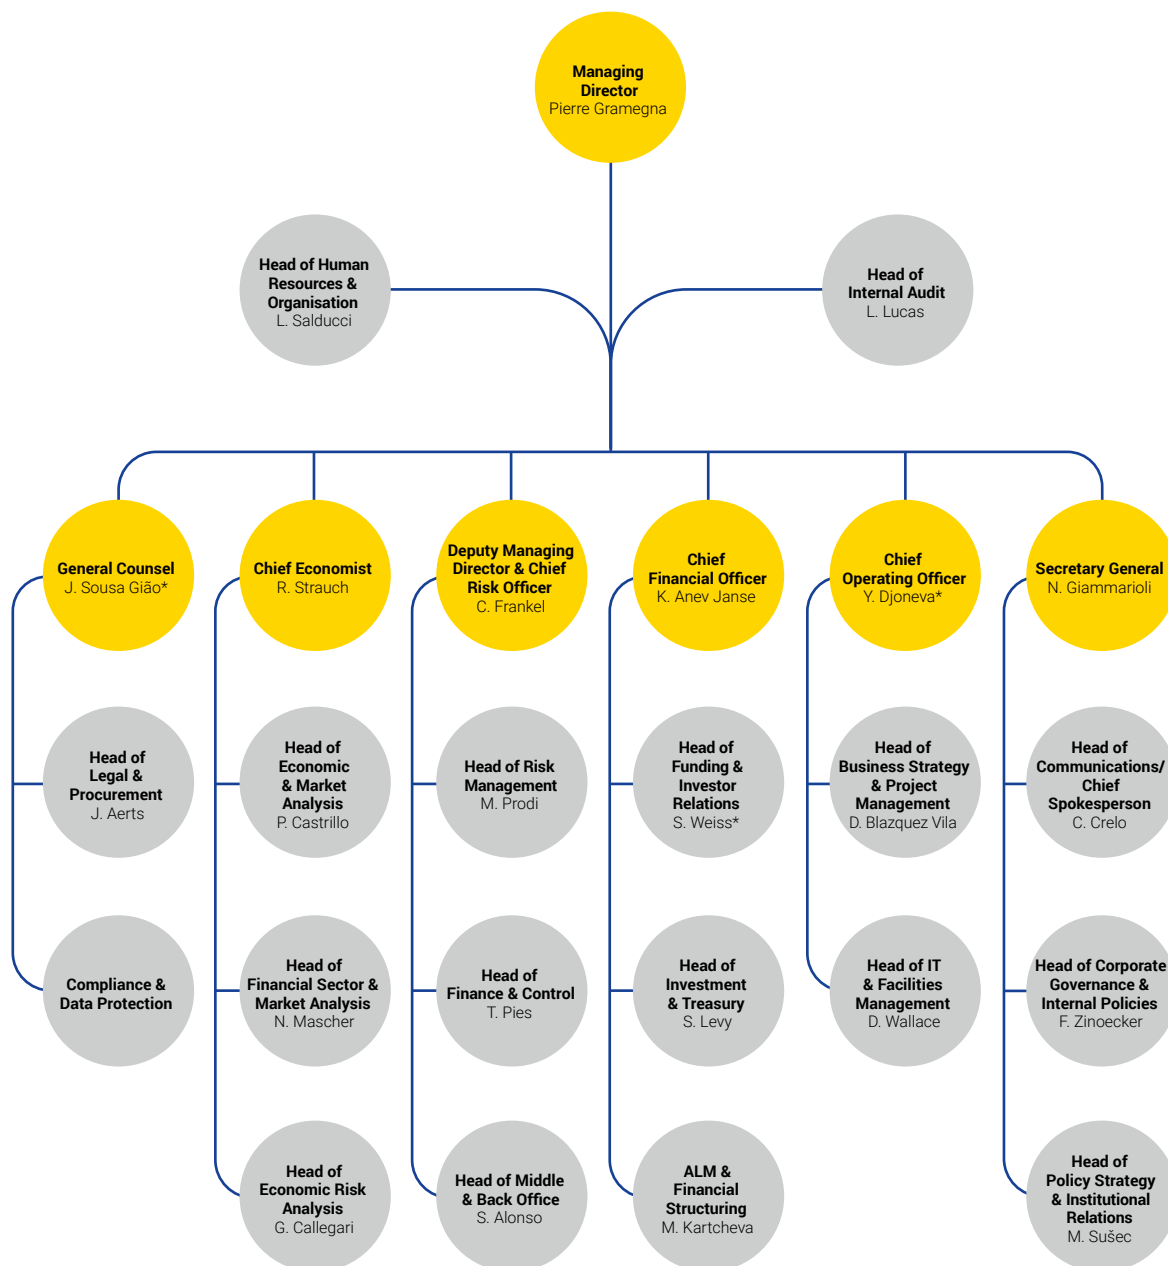 Managing
Director
Pierre Gramegna
Head of Human
Resources &
Organisation
L. Salducci
Head of
Internal Audit
L. Lucas
General Counsel
J. Sousa Gião*
Chief Economist
R. Strauch
Deputy Managing
Director & Chief
Risk Officer
C. Frankel
Chief
Financial Officer
K. Anev Janse
Chief
Operating Officer
Y. Djoneva*
Secretary General
N. Giammarioli
Head of
Legal &
Procurement
J. Aerts
Head of
Economic
& Market
Analysis
P. Castrillo
Head of Risk
Management
M. Prodi
Head of
Funding &
Investor
Relations
S. Weiss*
Head of
Business Strategy
& Project
Management
D. Blazquez Vila
Head of
Communications/
Chief
Spokesperson
C. Crelo
Compliance &
Data Protection
Head of
Financial Sector &
Market Analysis
N. Mascher
Head of
Finance & Control
T. Pies
Head of
Investment
& Treasury
S. Levy
Head of IT
& Facilities
Management
D. Wallace
Head of Corporate
Governance &
Internal Policies
F. Zinoecker
Head of
Economic Risk
Analysis
G. Callegari
Head of Middle
& Back Office
S. Alonso
ALM &
Financial
Structuring
M. Kartcheva
Head of
Policy Strategy
& Institutional
Relations
M. Sušec